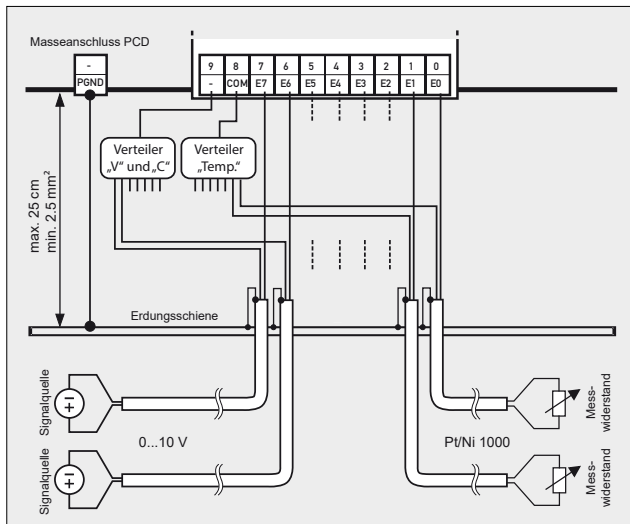 Masseanschluss PCD
-
PGND
9 8 7 6 5 4 3 2 1 0
- COM E7 E6 E5 E4 E3 E2 E1 E0
Verteiler
„V“ und „C“
Verteiler
„Temp.“
max. 25 cm
min. 2.5 mm²
Erdungsschiene
Signalquelle
0...10 V
Pt/Ni 1000
Mess-
widerstand
Signalquelle
Mess-
widerstand